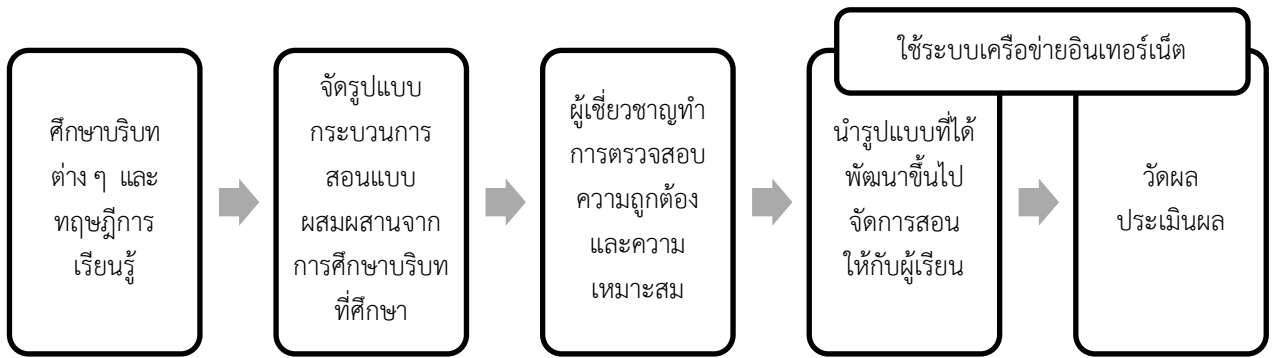 ศึกษาบริบท
ต่าง ๆ และ
ทฤษฎีการ
เรียนรู้
จัดรูปแบบ
กระบวนการ
สอนแบบ
ผสมผสานจาก
การศึกษาบริบท
ที่ศึกษา
ผู้เชี่ยวชาญทำ
การตรวจสอบ
ความถูกต้อง
และความ
เหมาะสม
ใช้ระบบเครือข่ายอินเทอร์เน็ต
นำรูปแบบที่ได้
พัฒนาขึ้นไป
จัดการสอน
ให้กับผู้เรียน
วัดผล
ประเมินผล